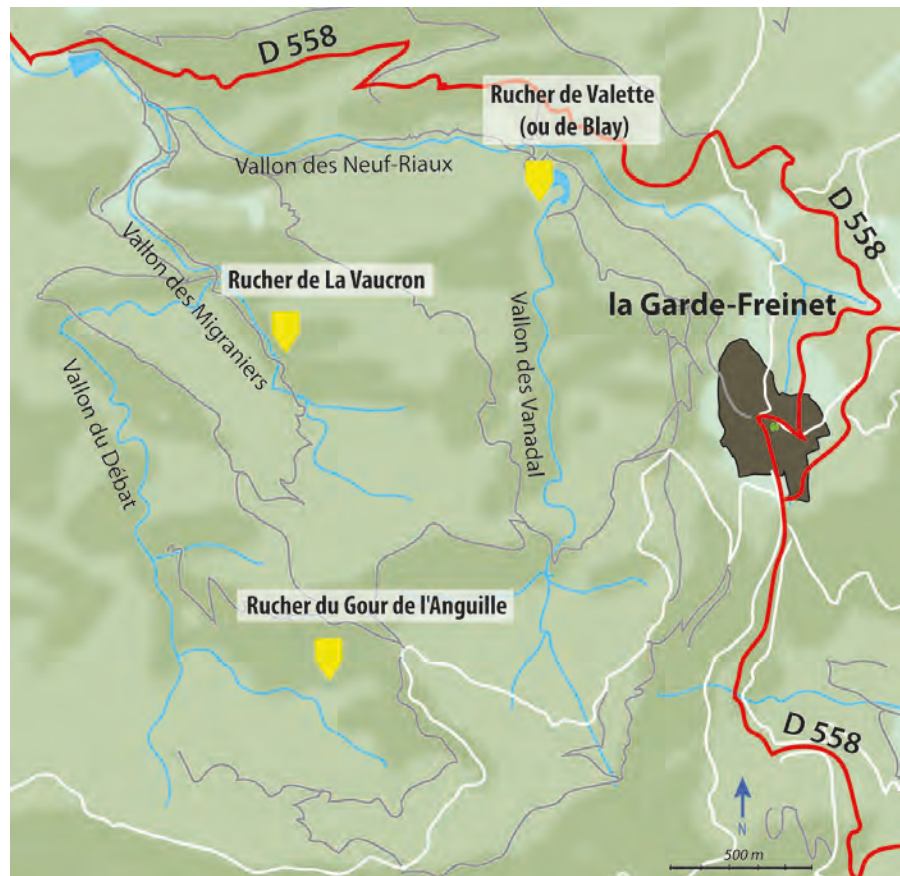 D 558
Rucher de Valette
(ou de Blay)
Vallon des Neuf-Riaux
D 558
Vallon des Migraniers
Rucher de La Vaucron
la Garde-Freinet
Vallon des Vanadal
Vallon du Débat
Rucher du Gour de l'Anguille
D 558
N
500 m